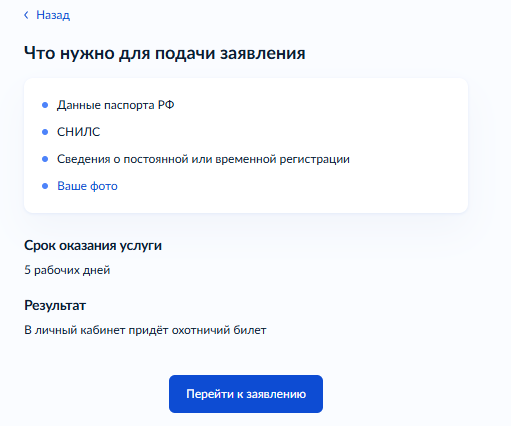 Назад
Что нужно для подачи заявления
Данные паспорта РФ
СНИЛС
Сведения о постоянной или временной регистрации
Ваше фото
Срок оказания услуги
5 рабочих дней
Результат
В личный кабинет придёт охотничий билет
Перейти к заявлению